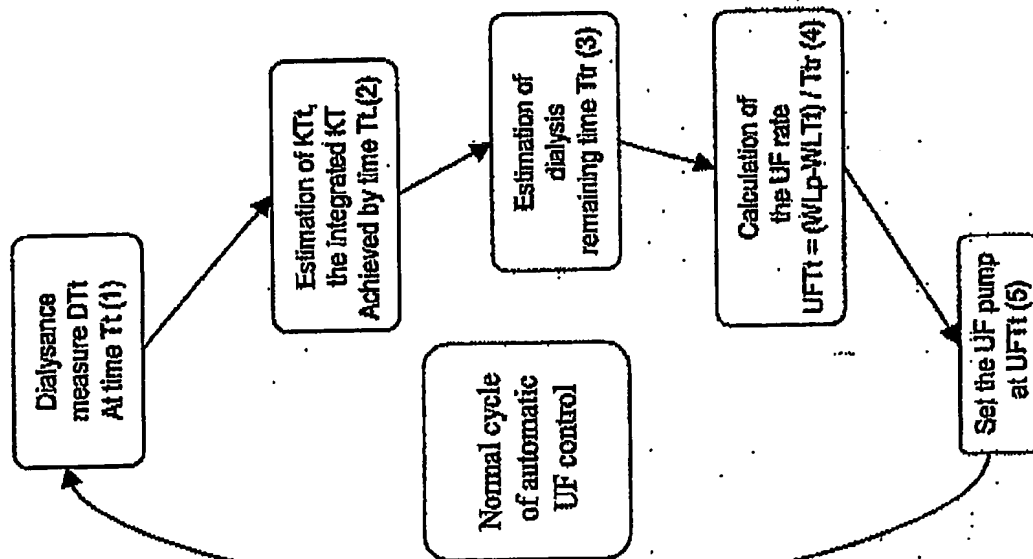 Dialysance
measure DTt
At time Tt (1)
Estimation of KTt,
the integrated KT
Achieved by time Tt(2)
Estimation of
dialysis
remaining time Ttr (3)
Calculation of
the UF rate
UFTt = (WLp-WLTt) / Ttr (4)
Set the UF pump
at UFTt (5)
Normal cycle
of automatic
UF control